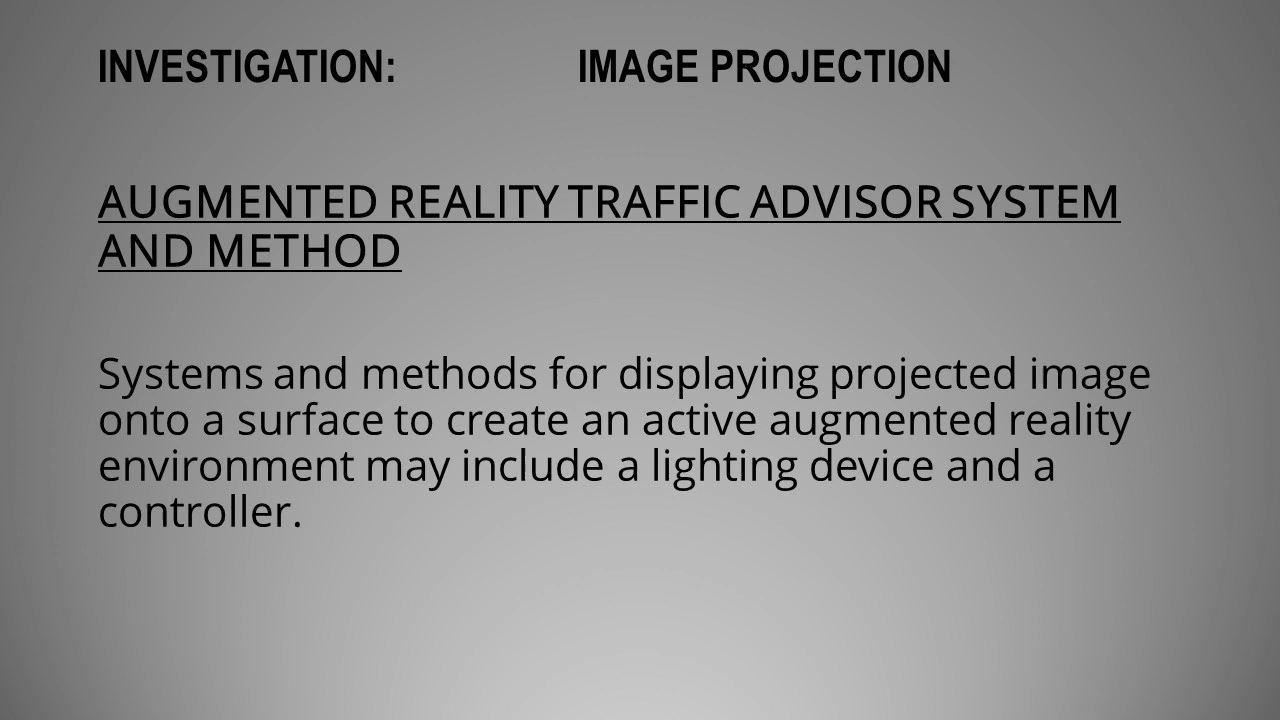 INVESTIGATION: IMAGE PROJECTION
AUGMENTED REALITY TRAFFIC ADVISOR SYSTEM
AND METHOD
Systems and methods for displaying projected image
onto a surface to create an active augmented reality
environment may include a lighting device and a
controller.